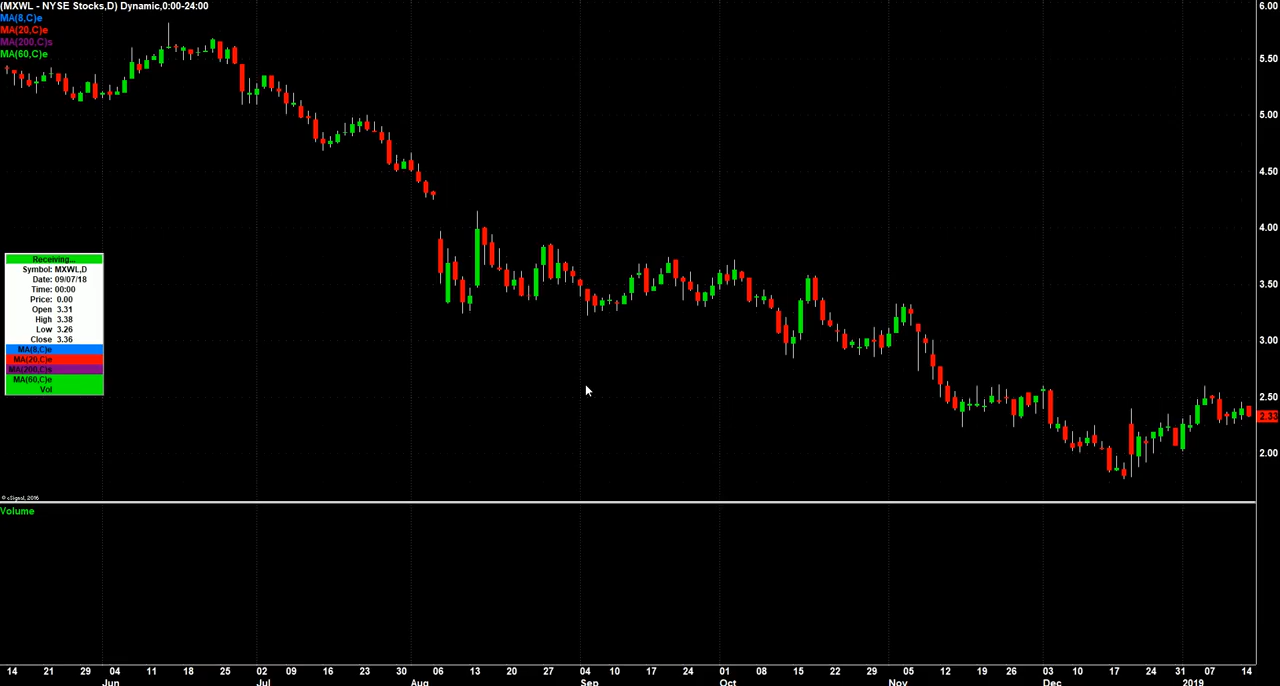 (MXWL - NYSE Stocks,D) Dynamic,0:00-24:00
MA(8,C)e
MA(20,C)e
MA(200,C)s
MA(60,C)e
6.00
5.50
5.00
4.50
4.00
3.50
3.00
2.50
2.33
2.00
Receiving...
Symbol: MXWL,D
Date: 09/07/18
Time: 00:00
Price: 0.00
Open 3.31
High 3.38
Low 3.26
Close 3.36
MA(8,C)e
MA(20,C)e
MA(200,C)s
MA(60,C)e
Vol
© eSignal, 2016
Volume
14 21 29 04 11 18 25 02 09 16 23 30 06 13 20 27 04 10 17 24 01 08 15 22 29 05 12 19 26 03 10 17 24 31 07 14
Jun Jul Aug Sep Oct Nov Dec 2019